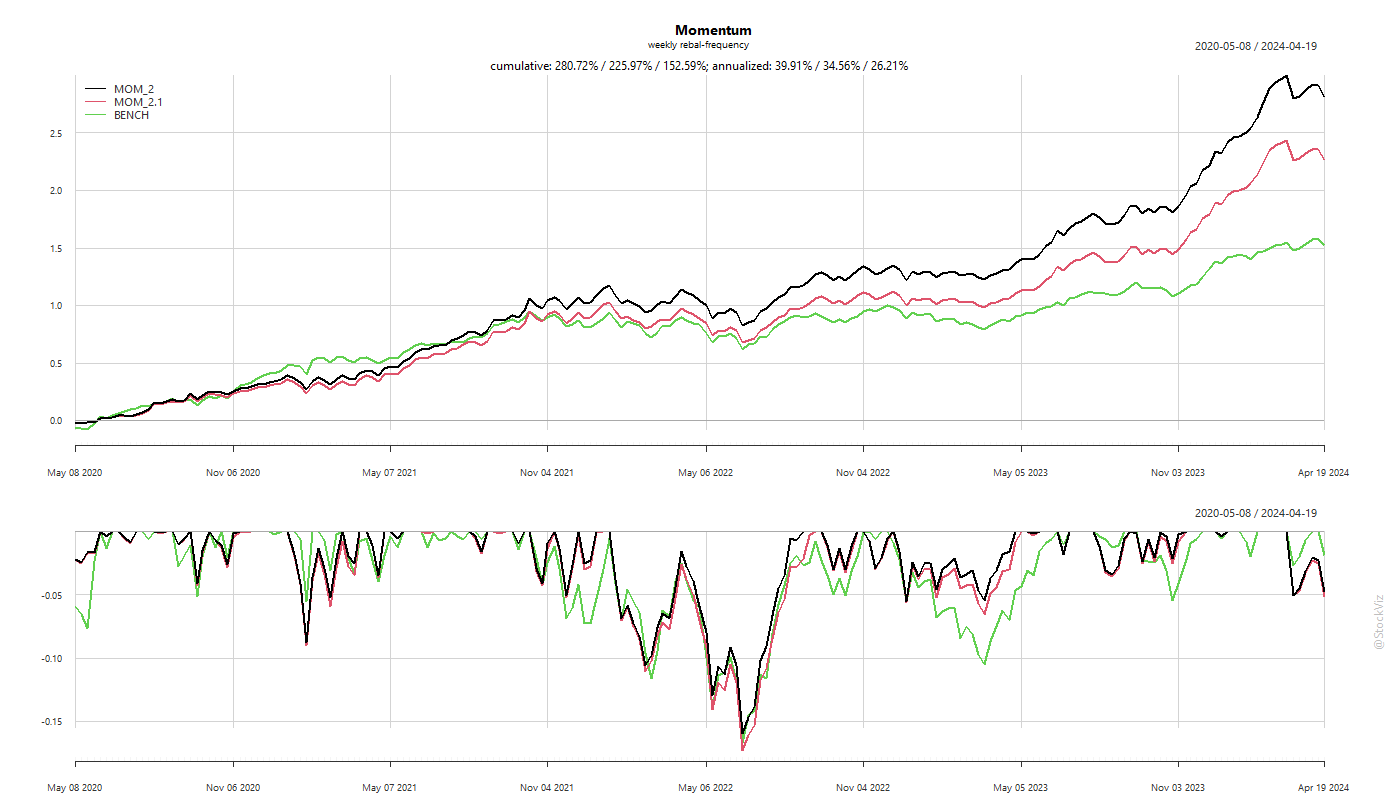 Momentum
weekly rebal-frequency
2020-05-08 / 2024-04-19
cumulative: 280.72% / 225.97% / 152.59%; annualized: 39.91% / 34.56% / 26.21%
MOM_2
MOM_2.1
BENCH
2.5
2.0
1.5
1.0
0.5
0.0
May 08 2020 Nov 06 2020 May 07 2021 Nov 04 2021 May 06 2022 Nov 04 2022 May 05 2023 Nov 03 2023 Apr 19 2024
2020-05-08 / 2024-04-19
-0.05
-0.10
-0.15
May 08 2020 Nov 06 2020 May 07 2021 Nov 04 2021 May 06 2022 Nov 04 2022 May 05 2023 Nov 03 2023 Apr 19 2024
@StockViz